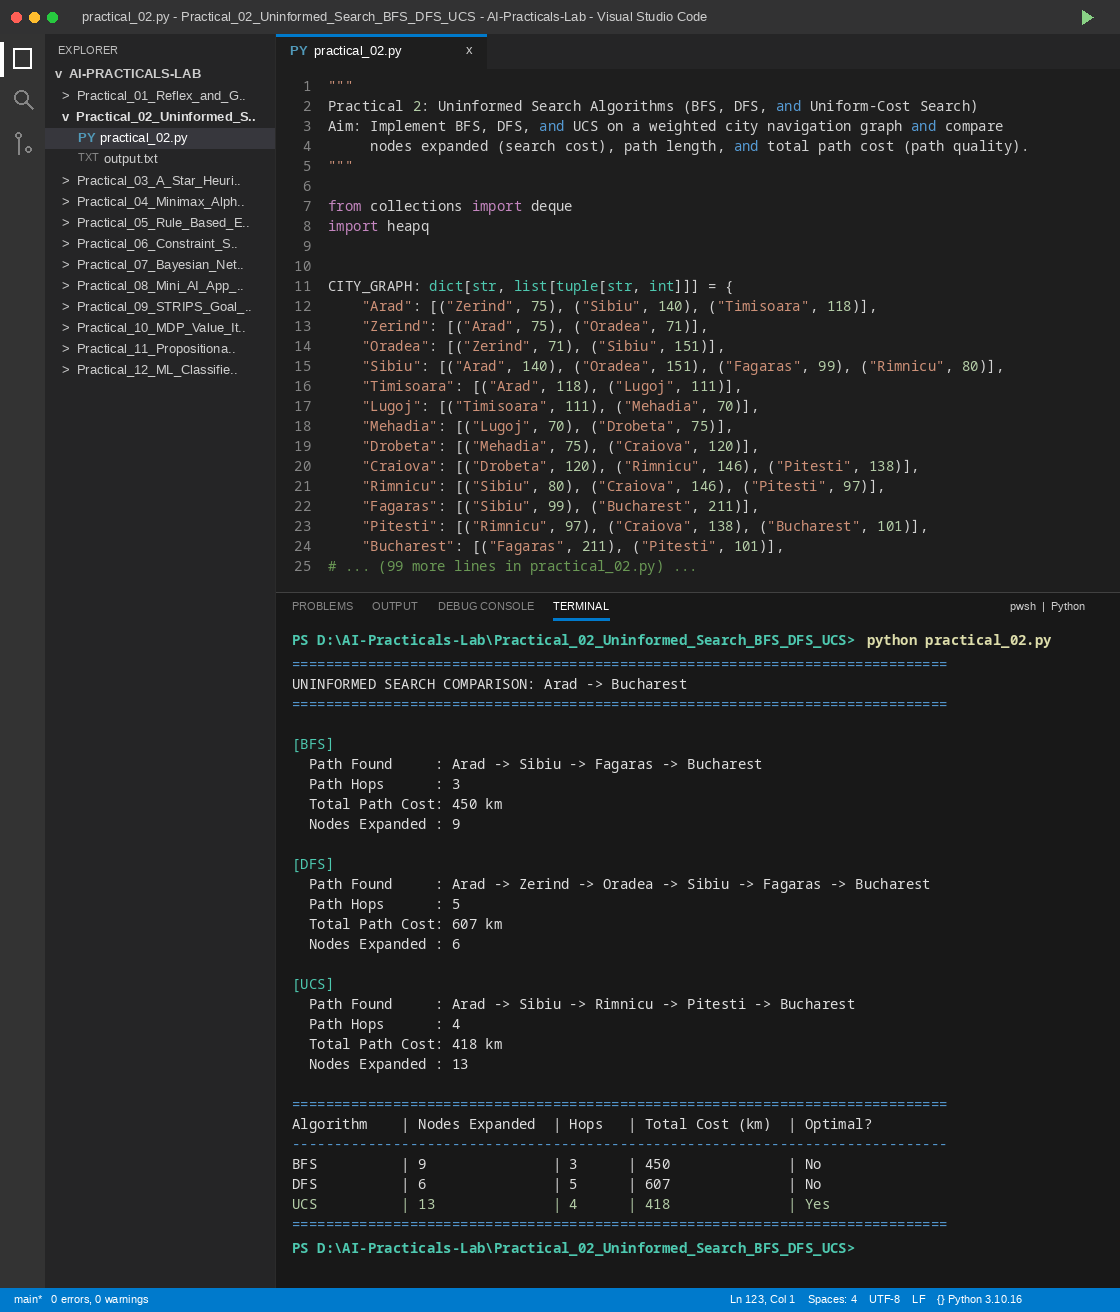 practical_02.py - Practical_02_Uninformed_Search_BFS_DFS_UCS - AI-Practicals-Lab - Visual Studio Code
EXPLORER
v AI-PRACTICALS-LAB
> Practical_01_Reflex_and_G..
v Practical_02_Uninformed_S..
PY practical_02.py
TXT output.txt
> Practical_03_A_Star_Heuri..
> Practical_04_Minimax_Alph..
> Practical_05_Rule_Based_E..
> Practical_06_Constraint_S..
> Practical_07_Bayesian_Net..
> Practical_08_Mini_AI_App_..
> Practical_09_STRIPS_Goal_..
> Practical_10_MDP_Value_It..
> Practical_11_Propositiona..
> Practical_12_ML_Classifie..
PY practical_02.py x
1 """
2 Practical 2: Uninformed Search Algorithms (BFS, DFS, and Uniform-Cost Search)
3 Aim: Implement BFS, DFS, and UCS on a weighted city navigation graph and compare
4      nodes expanded (search cost), path length, and total path cost (path quality).
5 """
6
7 from collections import deque
8 import heapq
9
10
11 CITY_GRAPH: dict[str, list[tuple[str, int]]] = {
12     "Arad": [("Zerind", 75), ("Sibiu", 140), ("Timisoara", 118)],
13     "Zerind": [("Arad", 75), ("Oradea", 71)],
14     "Oradea": [("Zerind", 71), ("Sibiu", 151)],
15     "Sibiu": [("Arad", 140), ("Oradea", 151), ("Fagaras", 99), ("Rimnicu", 80)],
16     "Timisoara": [("Arad", 118), ("Lugoj", 111)],
17     "Lugoj": [("Timisoara", 111), ("Mehadia", 70)],
18     "Mehadia": [("Lugoj", 70), ("Drobeta", 75)],
19     "Drobeta": [("Mehadia", 75), ("Craiova", 120)],
20     "Craiova": [("Drobeta", 120), ("Rimnicu", 146), ("Pitesti", 138)],
21     "Rimnicu": [("Sibiu", 80), ("Craiova", 146), ("Pitesti", 97)],
22     "Fagaras": [("Sibiu", 99), ("Bucharest", 211)],
23     "Pitesti": [("Rimnicu", 97), ("Craiova", 138), ("Bucharest", 101)],
24     "Bucharest": [("Fagaras", 211), ("Pitesti", 101)],
25 # ... (99 more lines in practical_02.py) ...
PROBLEMS OUTPUT DEBUG CONSOLE TERMINAL pwsh | Python
PS D:\AI-Practicals-Lab\Practical_02_Uninformed_Search_BFS_DFS_UCS> python practical_02.py
==============================================================================
UNINFORMED SEARCH COMPARISON: Arad -> Bucharest
==============================================================================
[BFS]
  Path Found     : Arad -> Sibiu -> Fagaras -> Bucharest
  Path Hops      : 3
  Total Path Cost: 450 km
  Nodes Expanded : 9
[DFS]
  Path Found     : Arad -> Zerind -> Oradea -> Sibiu -> Fagaras -> Bucharest
  Path Hops      : 5
  Total Path Cost: 607 km
  Nodes Expanded : 6
[UCS]
  Path Found     : Arad -> Sibiu -> Rimnicu -> Pitesti -> Bucharest
  Path Hops      : 4
  Total Path Cost: 418 km
  Nodes Expanded : 13
==============================================================================
Algorithm    | Nodes Expanded  | Hops   | Total Cost (km)  | Optimal?
------------------------------------------------------------------------------
BFS          | 9               | 3      | 450              | No
DFS          | 6               | 5      | 607              | No
UCS          | 13              | 4      | 418              | Yes
==============================================================================
PS D:\AI-Practicals-Lab\Practical_02_Uninformed_Search_BFS_DFS_UCS>
main* 0 errors, 0 warnings Ln 123, Col 1 Spaces: 4 UTF-8 LF {} Python 3.10.16